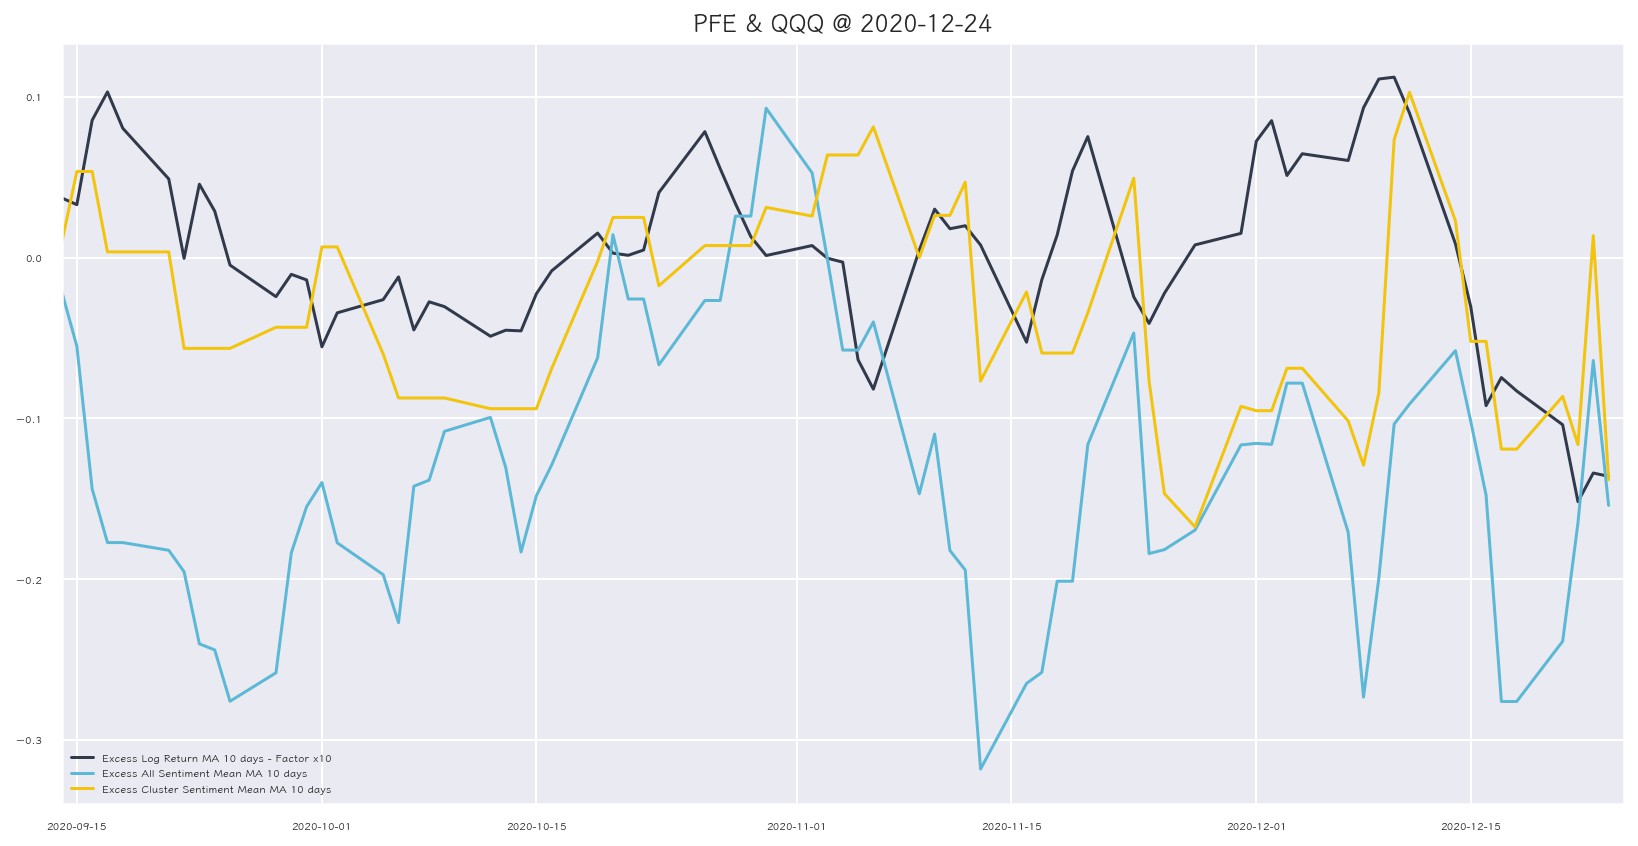 PFE & QQQ @ 2020-12-24
0.1
0.0
−0.1
−0.2
−0.3
Excess Log Return MA 10 days - Factor x10
Excess All Sentiment Mean MA 10 days
Excess Cluster Sentiment Mean MA 10 days
2020-09-15 2020-10-01 2020-10-15 2020-11-01 2020-11-15 2020-12-01 2020-12-15